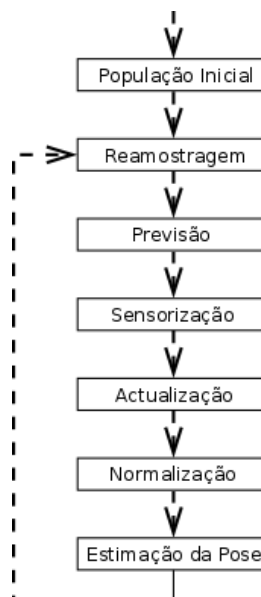 População Inicial
Reamostragem
Previsão
Sensorização
Actualização
Normalização
Estimação da Pose